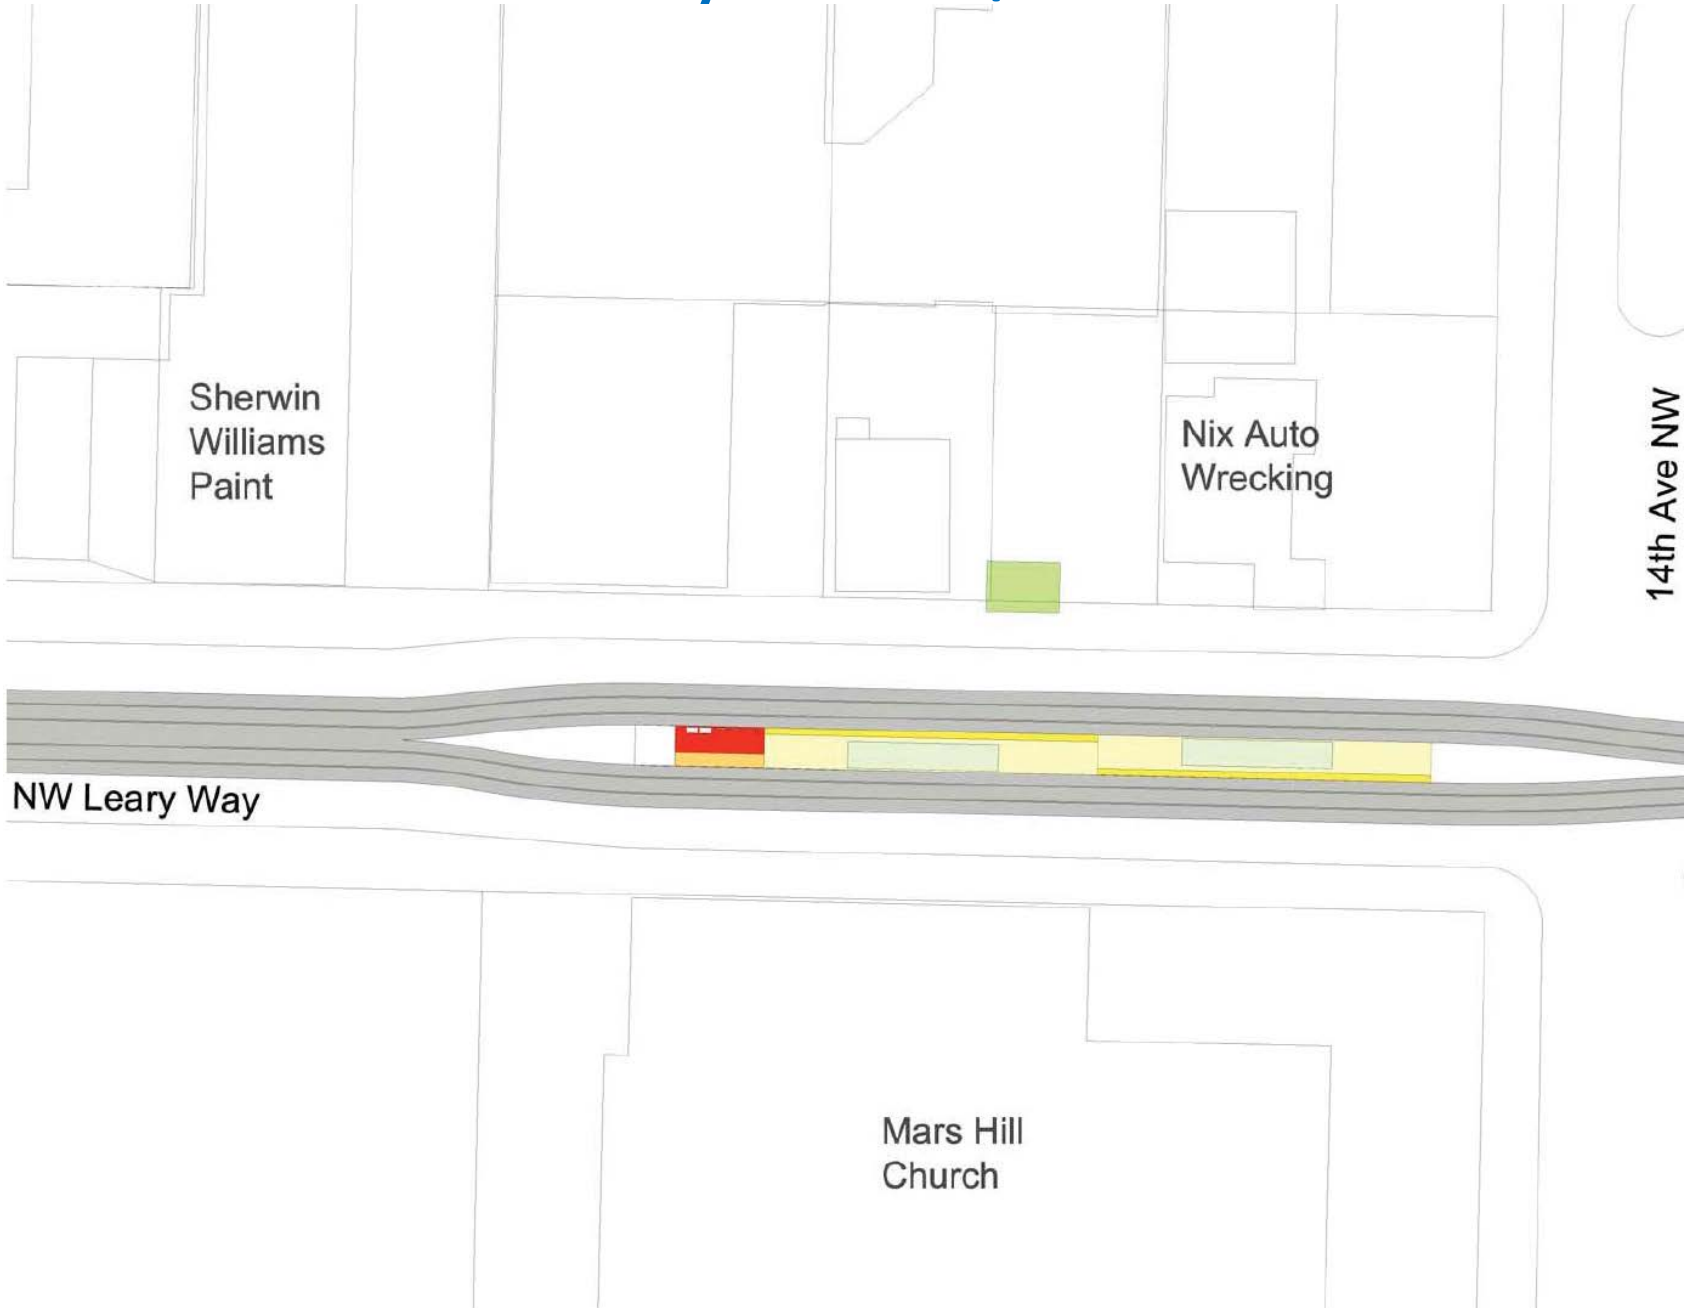 Sherwin
Williams
Paint
Nix Auto
Wrecking
14th Ave NW
NW Leary Way
Mars Hill
Church